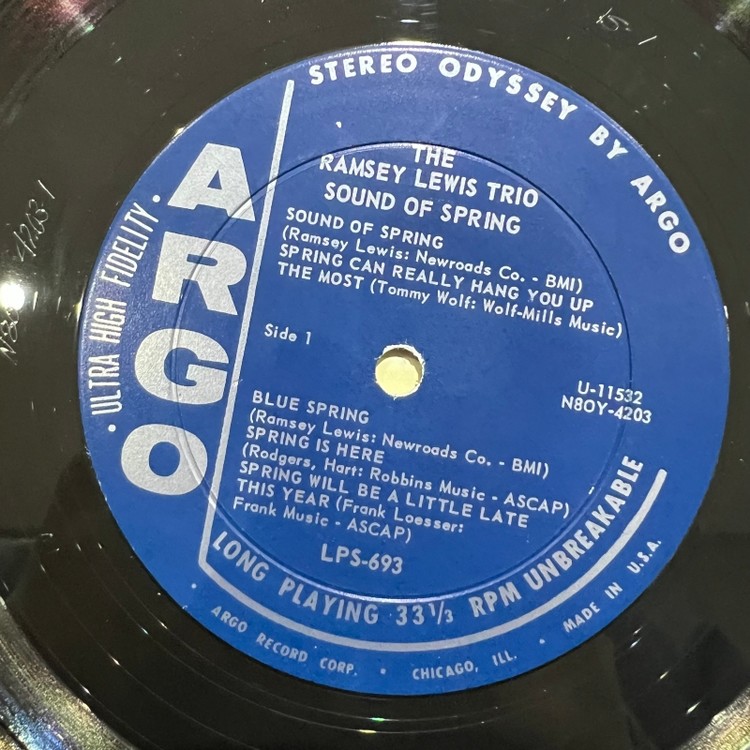 STEREO ODYSSEY BY ARGO
ARGO
• ULTRA HIGH FIDELITY •
THE
RAMSEY LEWIS TRIO
SOUND OF SPRING
SOUND OF SPRING
(Ramsey Lewis: Newroads Co. - BMI)
SPRING CAN REALLY HANG YOU UP
THE MOST (Tommy Wolf: Wolf-Mills Music)
Side 1
U-11532
N8OY-4203
BLUE SPRING
(Ramsey Lewis: Newroads Co. - BMI)
SPRING IS HERE
(Rodgers, Hart: Robbins Music - ASCAP)
SPRING WILL BE A LITTLE LATE
THIS YEAR (Frank Loesser:
Frank Music - ASCAP)
LPS-693
LONG PLAYING 33 1/3 RPM UNBREAKABLE
• ARGO RECORD CORP. • CHICAGO, ILL. • MADE IN U.S.A.